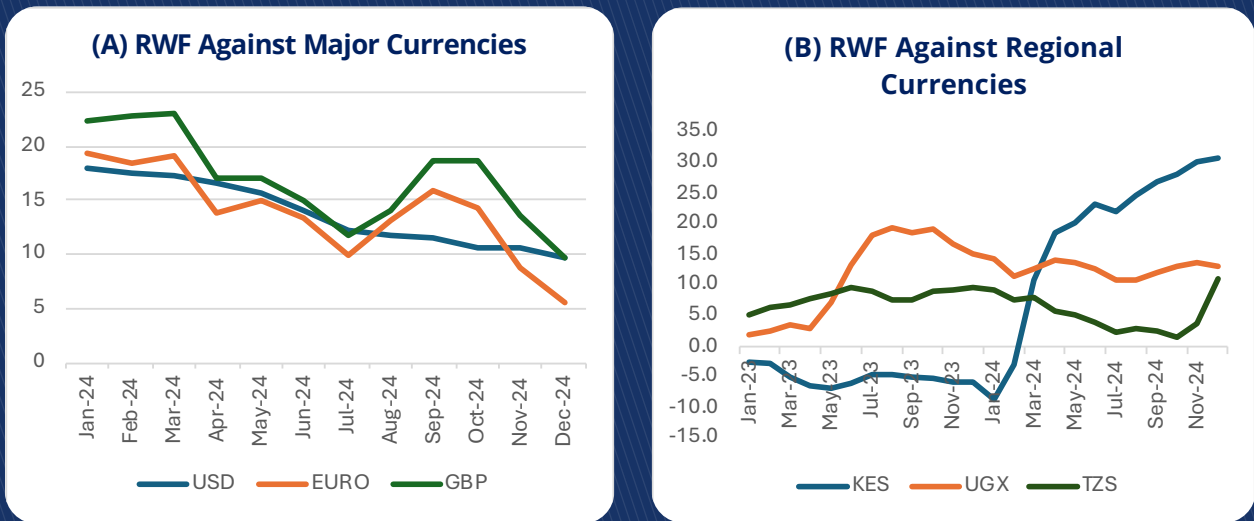 (A) RWF Against Major Currencies
25
20
15
10
5
0
Jan-24
Feb-24
Mar-24
Apr-24
May-24
Jun-24
Jul-24
Aug-24
Sep-24
Oct-24
Nov-24
Dec-24
USD EURO GBP
(B) RWF Against Regional
Currencies
35.0
30.0
25.0
20.0
15.0
10.0
5.0
0.0
-5.0
-10.0
-15.0
Jan-23
Mar-23
May-23
Jul-23
Sep-23
Nov-23
Jan-24
Mar-24
May-24
Jul-24
Sep-24
Nov-24
KES UGX TZS